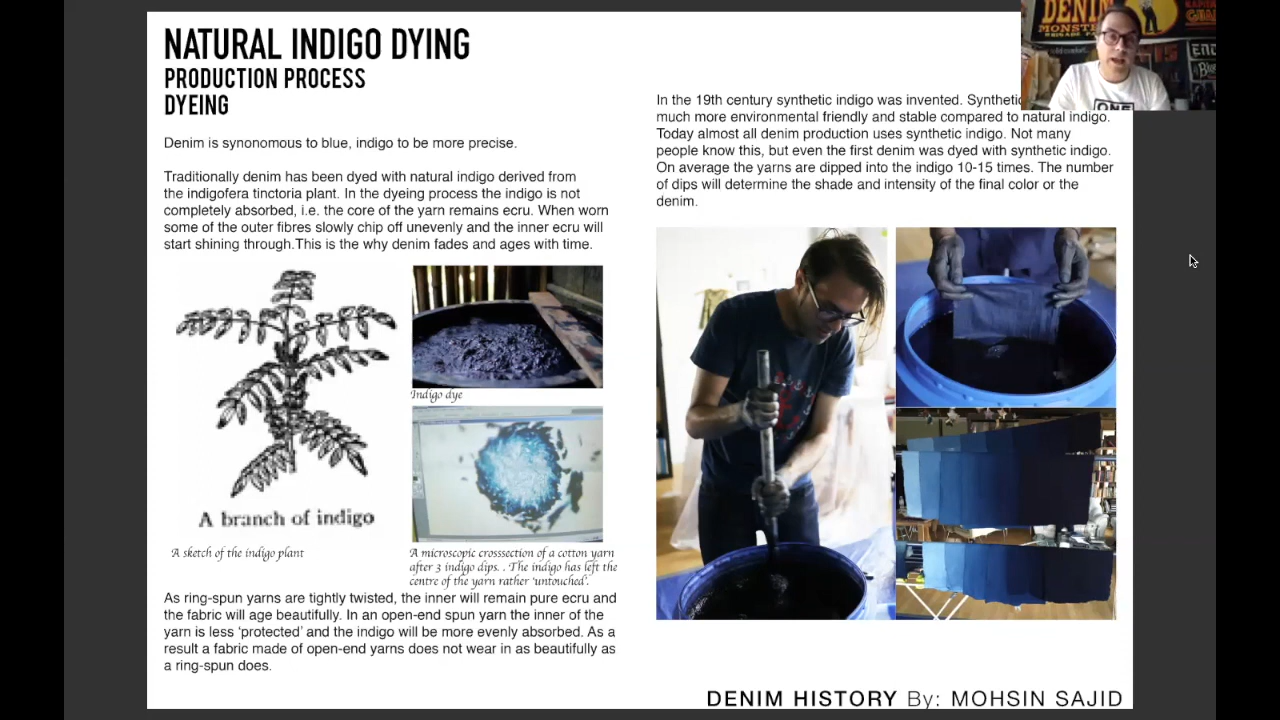 NATURAL INDIGO DYING
PRODUCTION PROCESS
DYEING
Denim is synonomous to blue, indigo to be more precise.
Traditionally denim has been dyed with natural indigo derived from
the indigofera tinctoria plant. In the dyeing process the indigo is not
completely absorbed, i.e. the core of the yarn remains ecru. When worn
some of the outer fibres slowly chip off unevenly and the inner ecru will
start shining through.This is the why denim fades and ages with time.
A branch of indigo
A sketch of the indigo plant
Indigo dye
A microscopic crosssection of a cotton yarn
after 3 indigo dips. . The indigo has left the
centre of the yarn rather 'untouched'.
As ring-spun yarns are tightly twisted, the inner will remain pure ecru and
the fabric will age beautifully. In an open-end spun yarn the inner of the
yarn is less 'protected' and the indigo will be more evenly absorbed. As a
result a fabric made of open-end yarns does not wear in as beautifully as
a ring-spun does.
In the 19th century synthetic indigo was invented. Synthetic
much more environmental friendly and stable compared to natural indigo.
Today almost all denim production uses synthetic indigo. Not many
people know this, but even the first denim was dyed with synthetic indigo.
On average the yarns are dipped into the indigo 10-15 times. The number
of dips will determine the shade and intensity of the final color or the
denim.
DENIM
MONST
ONE
DENIM HISTORY By: MOHSIN SAJID